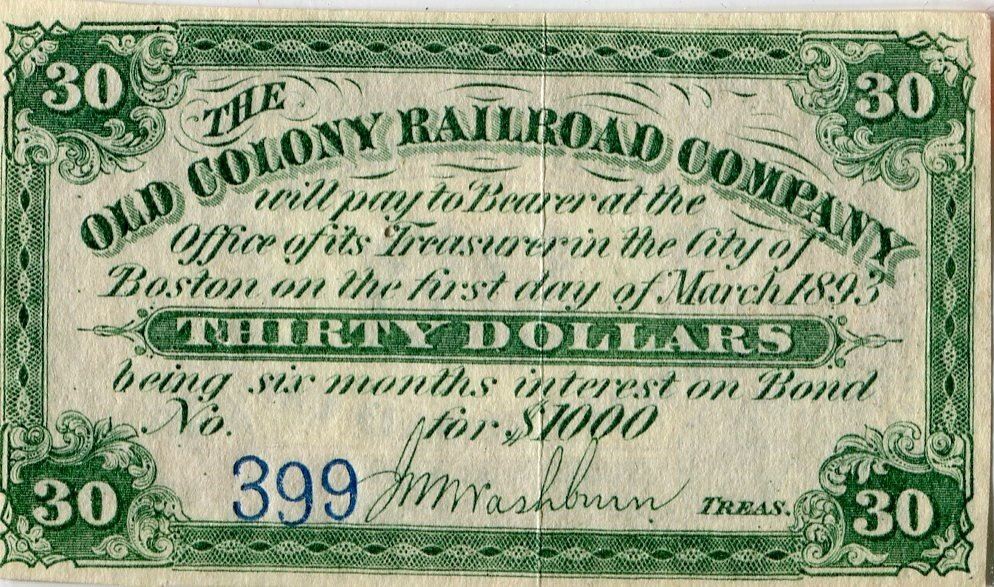 30 30
THE
OLD COLONY RAILROAD COMPANY
will pay to Bearer at the
Office of its Treasurer in the City of
Boston on the first day of March 1893
THIRTY DOLLARS
being six months interest on Bond
No. for $1000
399 J M Washburn TREAS.
30 30